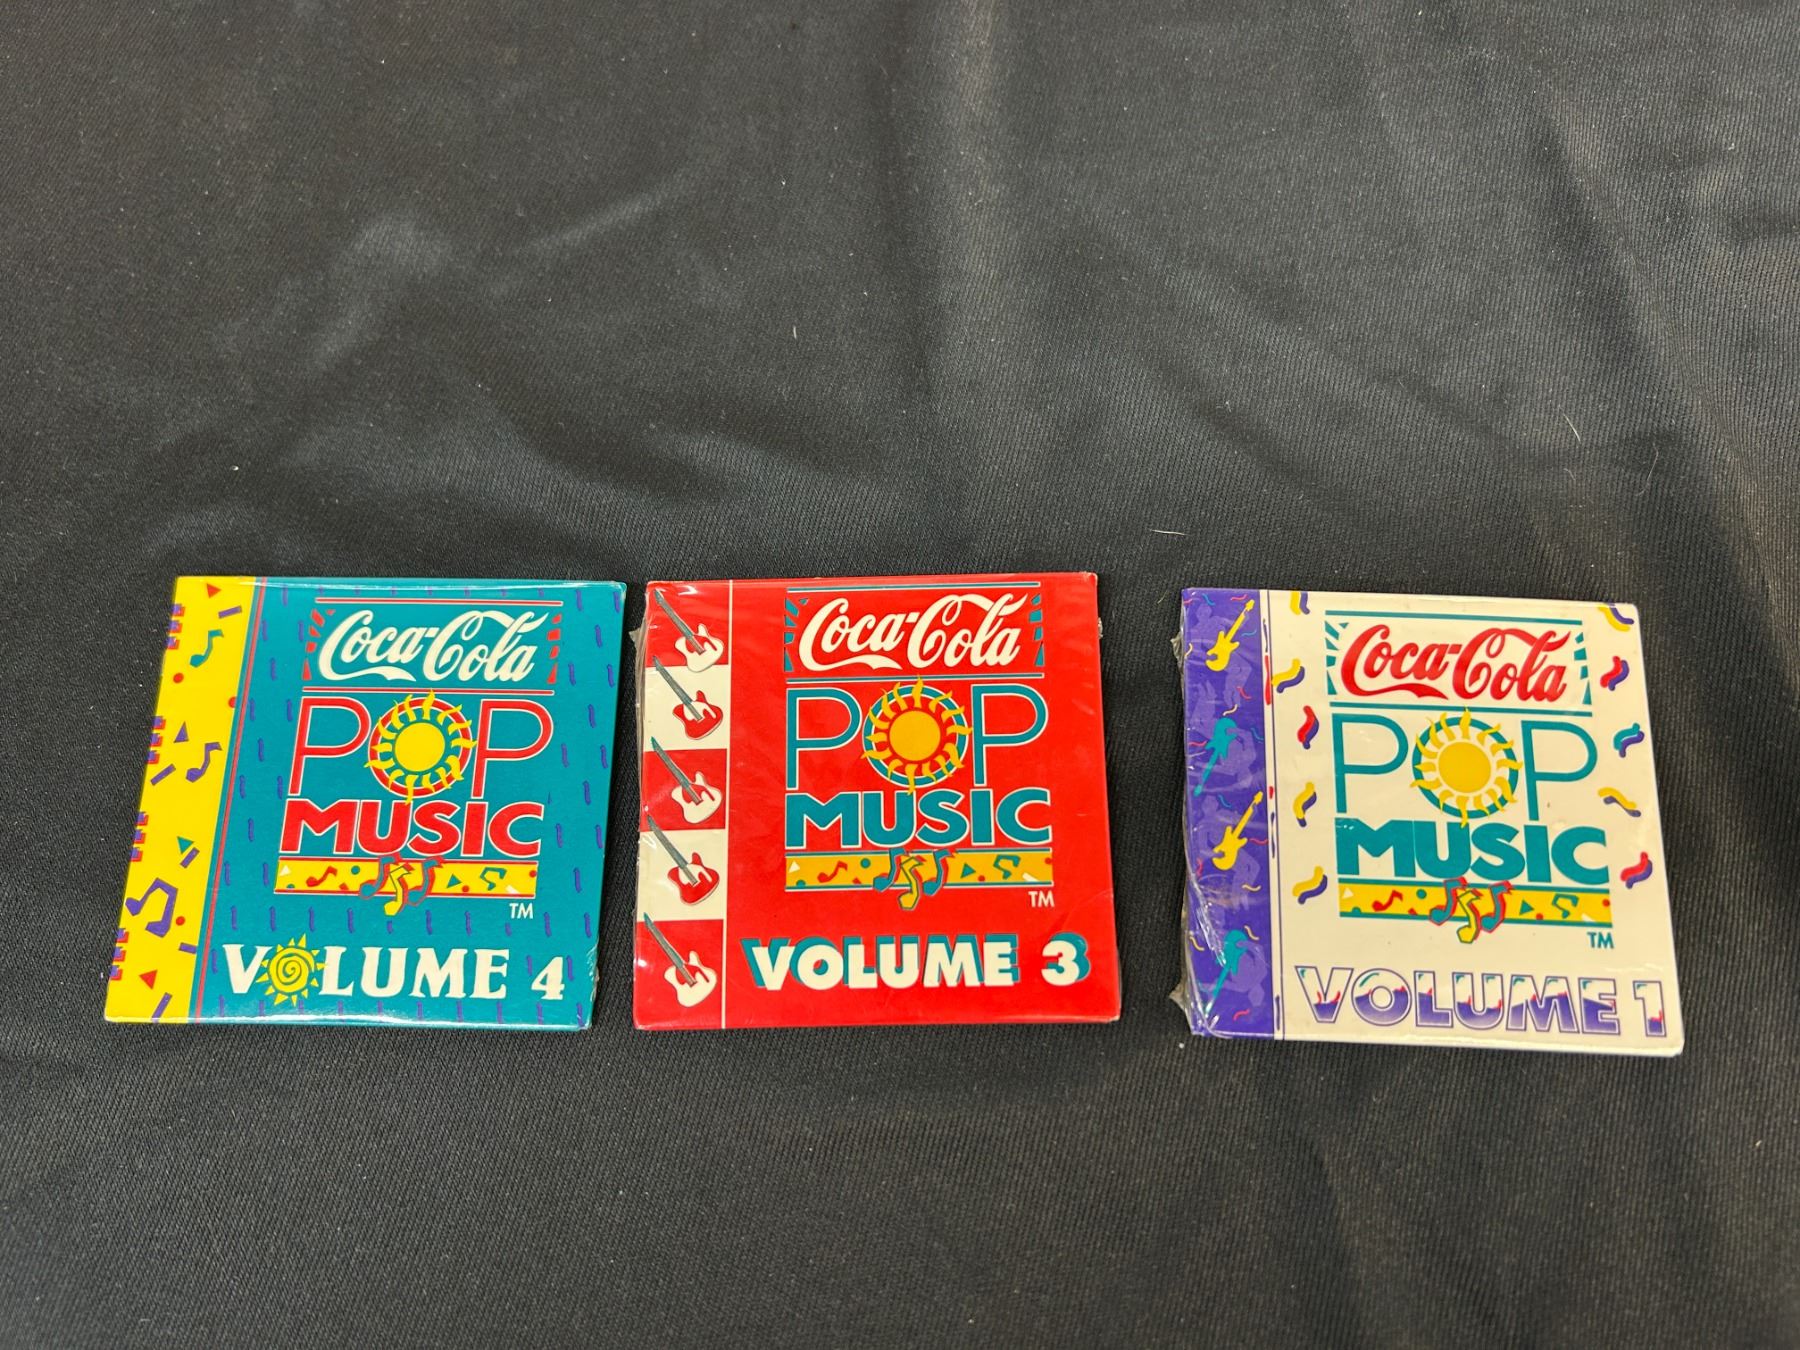 Coca-Cola
POP
MUSIC
TM
VOLUME 4
Coca-Cola
POP
MUSIC
TM
VOLUME 3
Coca-Cola
POP
MUSIC
TM
VOLUME 1